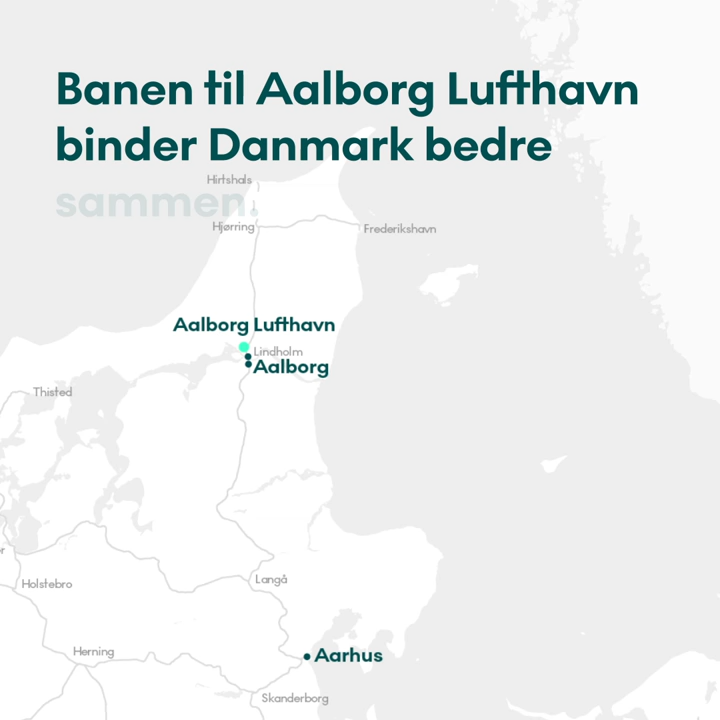 Banen til Aalborg Lufthavn
binder Danmark bedre
sammen.
Hirtshals
Hjørring
Frederikshavn
Aalborg Lufthavn
Lindholm
Aalborg
Thisted
Langå
Holstebro
Herning
Aarhus
Skanderborg